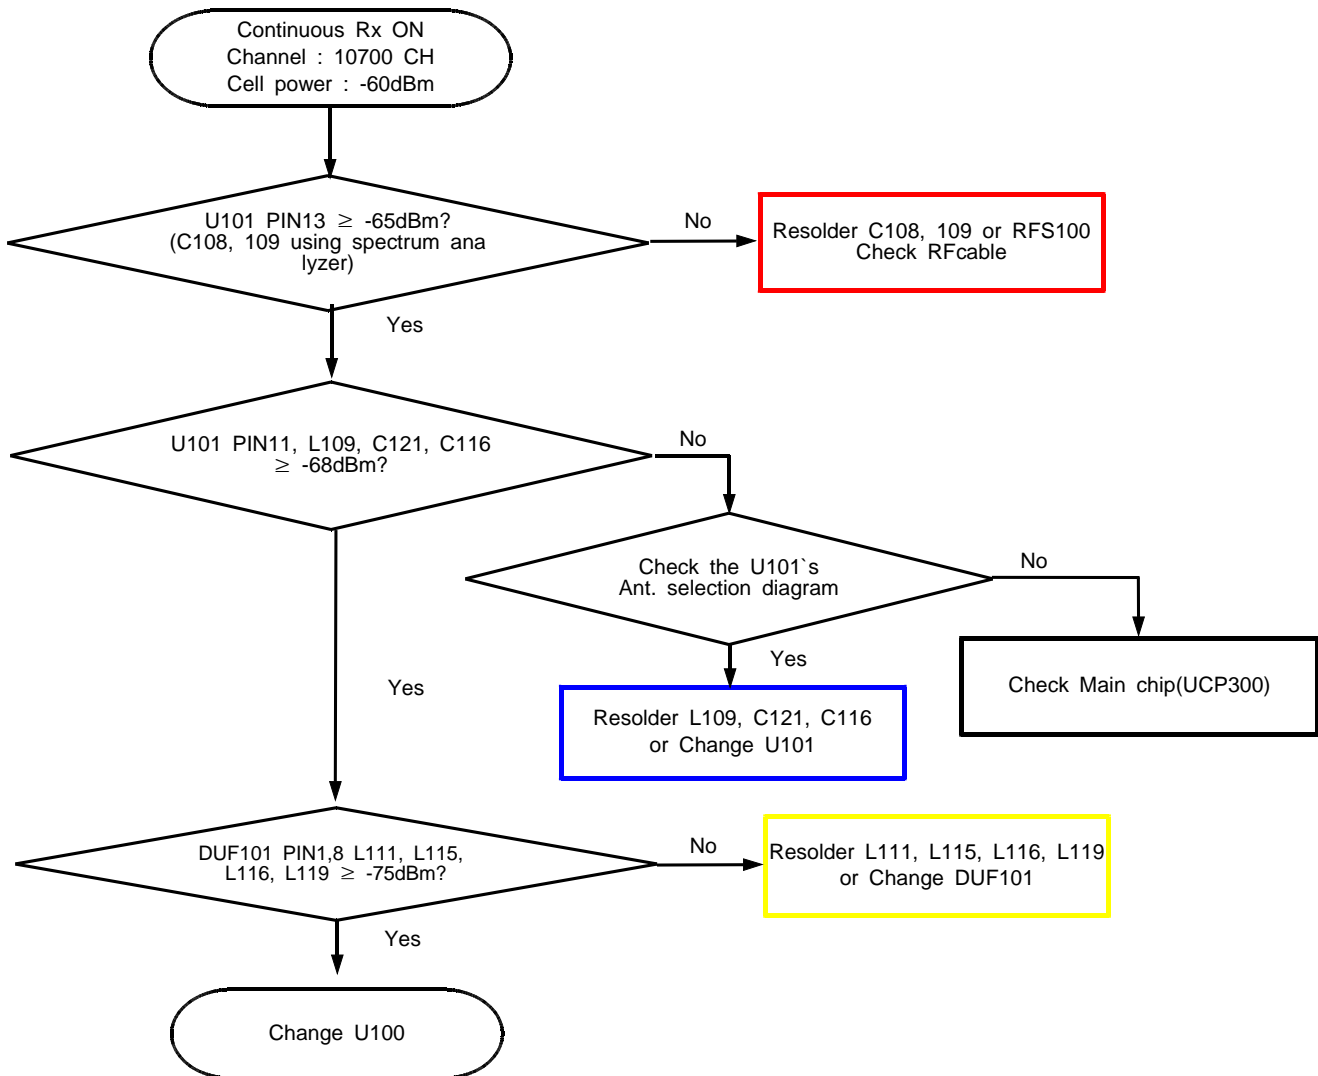 Continuous Rx ON
Channel : 10700 CH
Cell power : -60dBm
U101 PIN13 ≥ -65dBm?
(C108, 109 using spectrum ana
lyzer)
No
Resolder C108, 109 or RFS100
Check RFcable
Yes
U101 PIN11, L109, C121, C116
≥ -68dBm?
No
Check the U101`s
Ant. selection diagram
No
Check Main chip(UCP300)
Yes
Resolder L109, C121, C116
or Change U101
Yes
DUF101 PIN1,8 L111, L115,
L116, L119 ≥ -75dBm?
No
Resolder L111, L115, L116, L119
or Change DUF101
Yes
Change U100